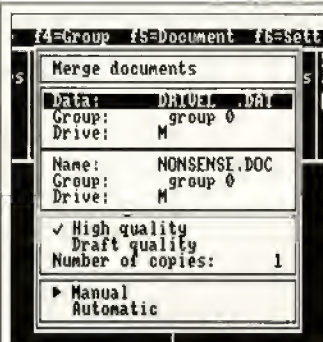 f4=Group f5=Document f6=Sett
s
s
Merge documents
Data: DRIVEL .DAT
Group: group 0
Drive: M
Name: NONSENSE.DOC
Group: group 0
Drive: M
✓ High quality
Draft quality
Number of copies: 1
▶ Manual
Automatic